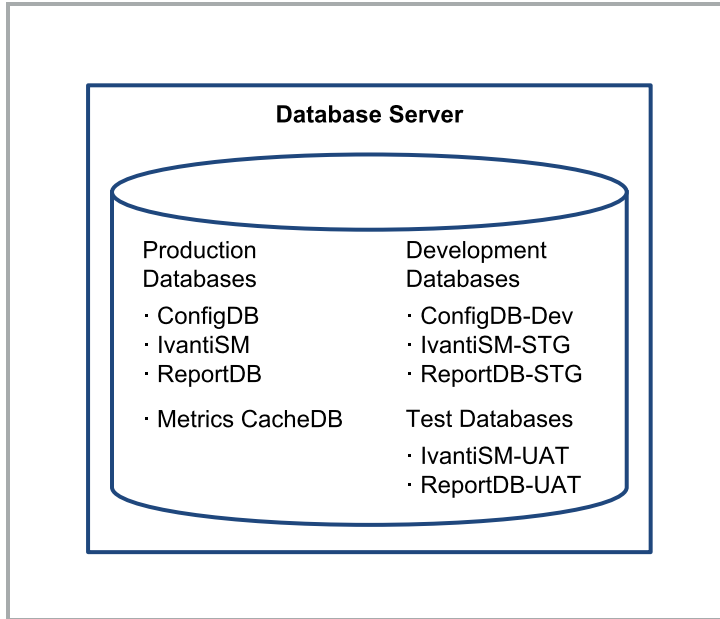 Database Server
Production
Databases
· ConfigDB
· IvantiSM
· ReportDB
· Metrics CacheDB
Development
Databases
· ConfigDB-Dev
· IvantiSM-STG
· ReportDB-STG
Test Databases
· IvantiSM-UAT
· ReportDB-UAT